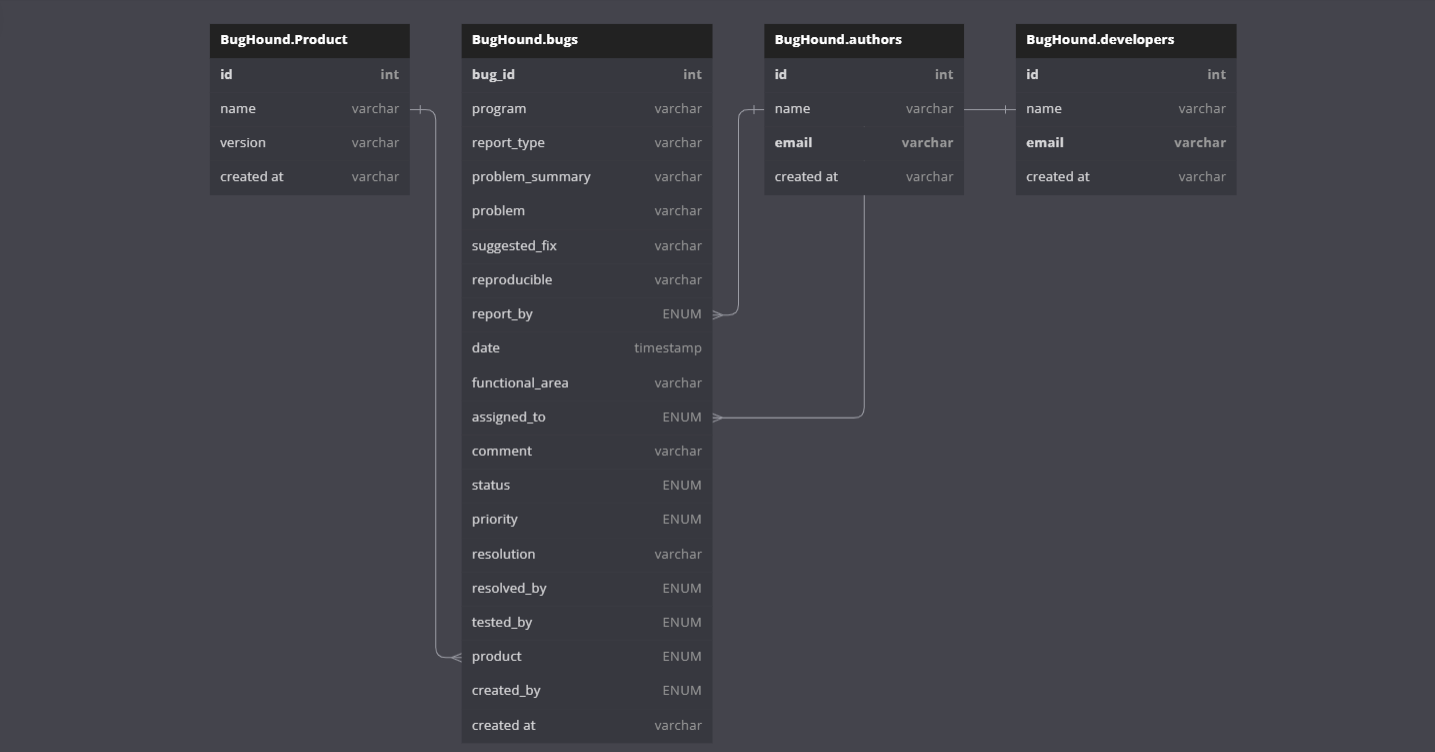 BugHound.Product
id int
name varchar
version varchar
created at varchar
BugHound.bugs
bug_id int
program varchar
report_type varchar
problem_summary varchar
problem varchar
suggested_fix varchar
reproducible varchar
report_by ENUM
date timestamp
functional_area varchar
assigned_to ENUM
comment varchar
status ENUM
priority ENUM
resolution varchar
resolved_by ENUM
tested_by ENUM
product ENUM
created_by ENUM
created at varchar
BugHound.authors
id int
name varchar
email varchar
created at varchar
BugHound.developers
id int
name varchar
email varchar
created at varchar